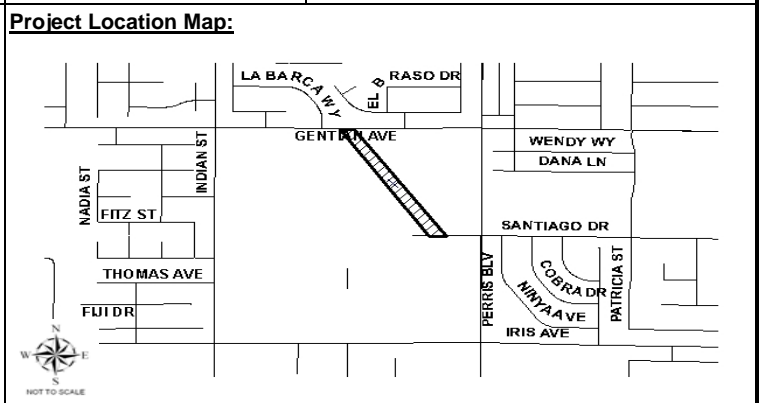 Project Location Map:
LA BARCA WY
EL B RASO DR
GENTIAN AVE
WENDY WY
DANA LN
INDIAN ST
NADIA ST
FITZ ST
SANTIAGO DR
THOMAS AVE
PERRIS BLV
COBRA DR
NINYA AVE
PATRICIA ST
FIJI DR
IRIS AVE
N
W E
S
NOT TO SCALE